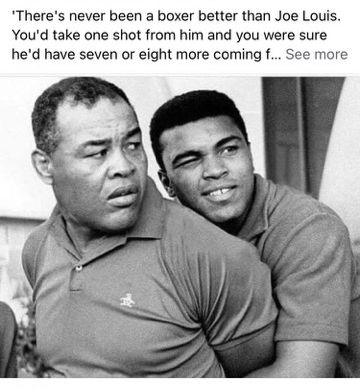 'There's never been a boxer better than Joe Louis.
You'd take one shot from him and you were sure
he'd have seven or eight more coming f... See more